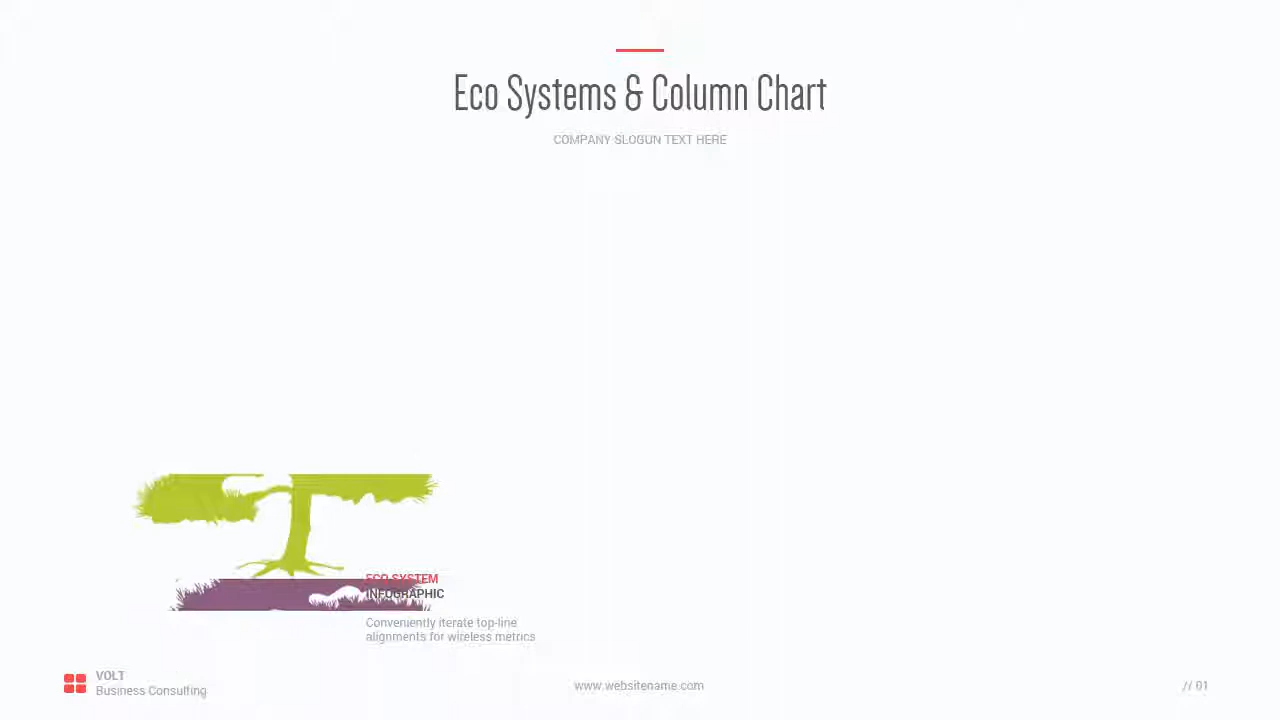 Eco Systems & Column Chart
COMPANY SLOGUN TEXT HERE
ECO SYSTEM
INFOGRAPHIC
Conveniently iterate top-line
alignments for wireless metrics
VOLT
Business Consulting
www.websitename.com
// 01